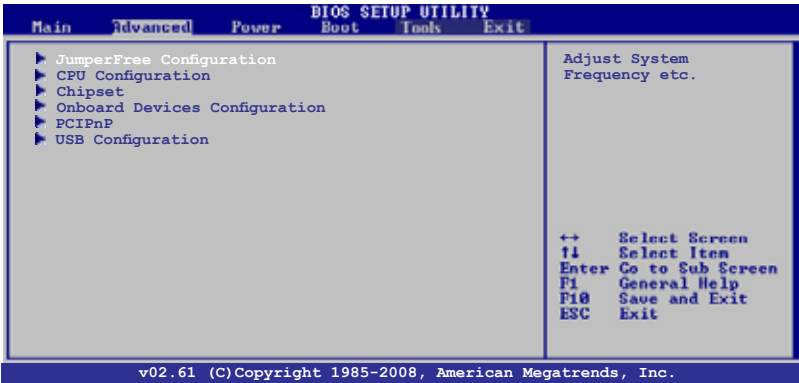 BIOS SETUP UTILITY
Main Advanced Power Boot Tools Exit
JumperFree Configuration
CPU Configuration
Chipset
Onboard Devices Configuration
PCIPnP
USB Configuration
Adjust System
Frequency etc.
←→ Select Screen
↑↓ Select Item
Enter Go to Sub Screen
F1 General Help
F10 Save and Exit
ESC Exit
v02.61 (C)Copyright 1985-2008, American Megatrends, Inc.